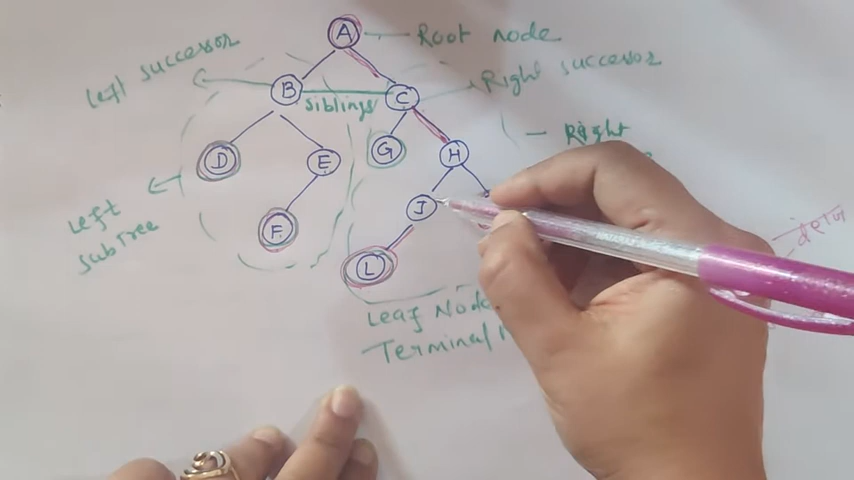 A
Root node
Left successor
B
siblings
C
Right successor
D
E
G
H
Right
Left
subTree
F
J
L
Leaf Node
Terminal